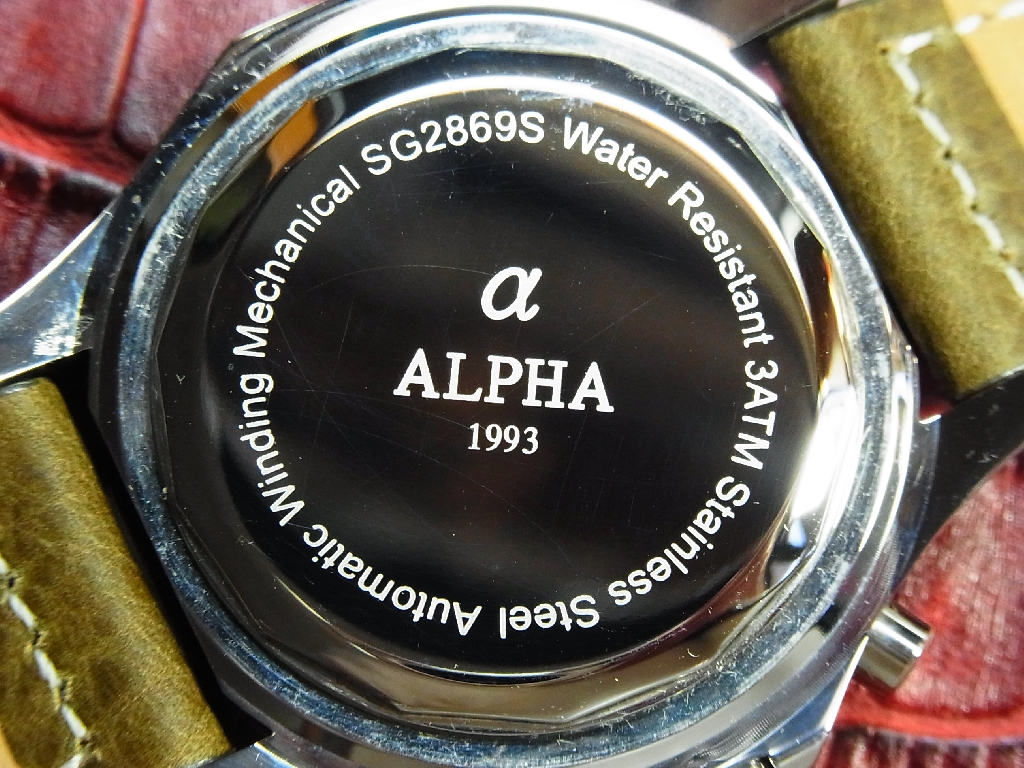 SG2869S Water Resistant 3ATM Stainless Steel Automatic Winding Mechanical
α
ALPHA
1993